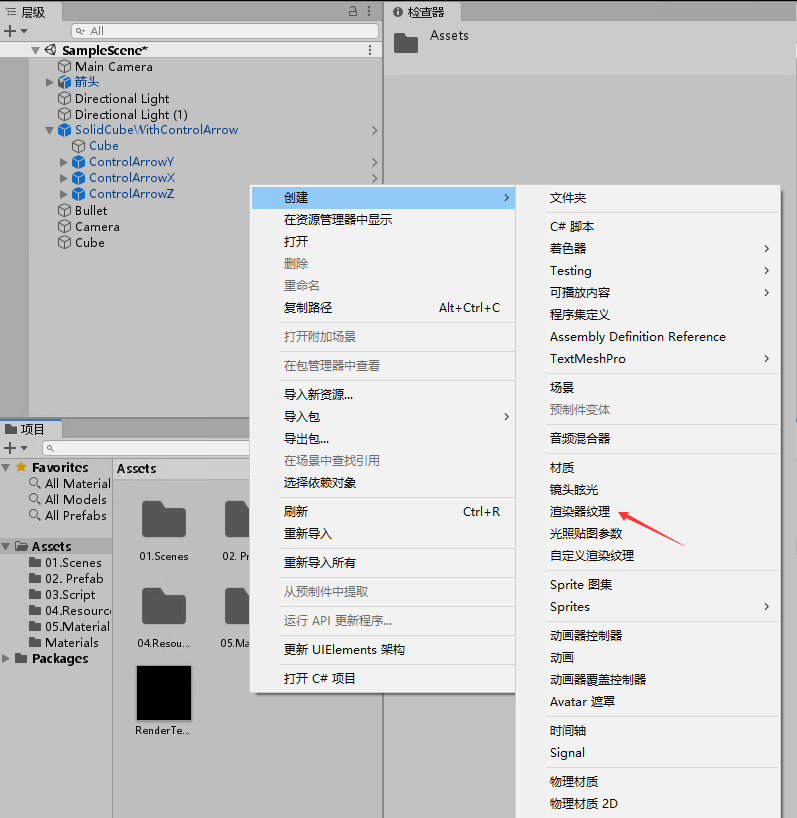 层级
All
SampleScene*
Main Camera
箭头
Directional Light
Directional Light (1)
SolidCubeWithControlArrow
Cube
ControlArrowY
ControlArrowX
ControlArrowZ
Bullet
Camera
Cube
检查器
Assets
创建
在资源管理器中显示
打开
删除
重命名
复制路径 Alt+Ctrl+C
打开附加场景
在包管理器中查看
导入新资源...
导入包
导出包...
在场景中查找引用
选择依赖对象
刷新 Ctrl+R
重新导入
重新导入所有
从预制件中提取
运行 API 更新程序...
更新 UIElements 架构
打开 C# 项目
文件夹
C# 脚本
着色器
Testing
可播放内容
程序集定义
Assembly Definition Reference
TextMeshPro
场景
预制件变体
音频混合器
材质
镜头眩光
渲染器纹理
光照贴图参数
自定义渲染纹理
Sprite 图集
Sprites
动画器控制器
动画
动画器覆盖控制器
Avatar 遮罩
时间轴
Signal
物理材质
物理材质 2D
项目
Favorites
All Material
All Models
All Prefabs
Assets
01.Scenes
02. Prefab
03.Script
04.Resourc
05.Material
Materials
Packages
Assets
01.Scenes
02. Pr
04.Resou...
05.Ma
RenderTe...